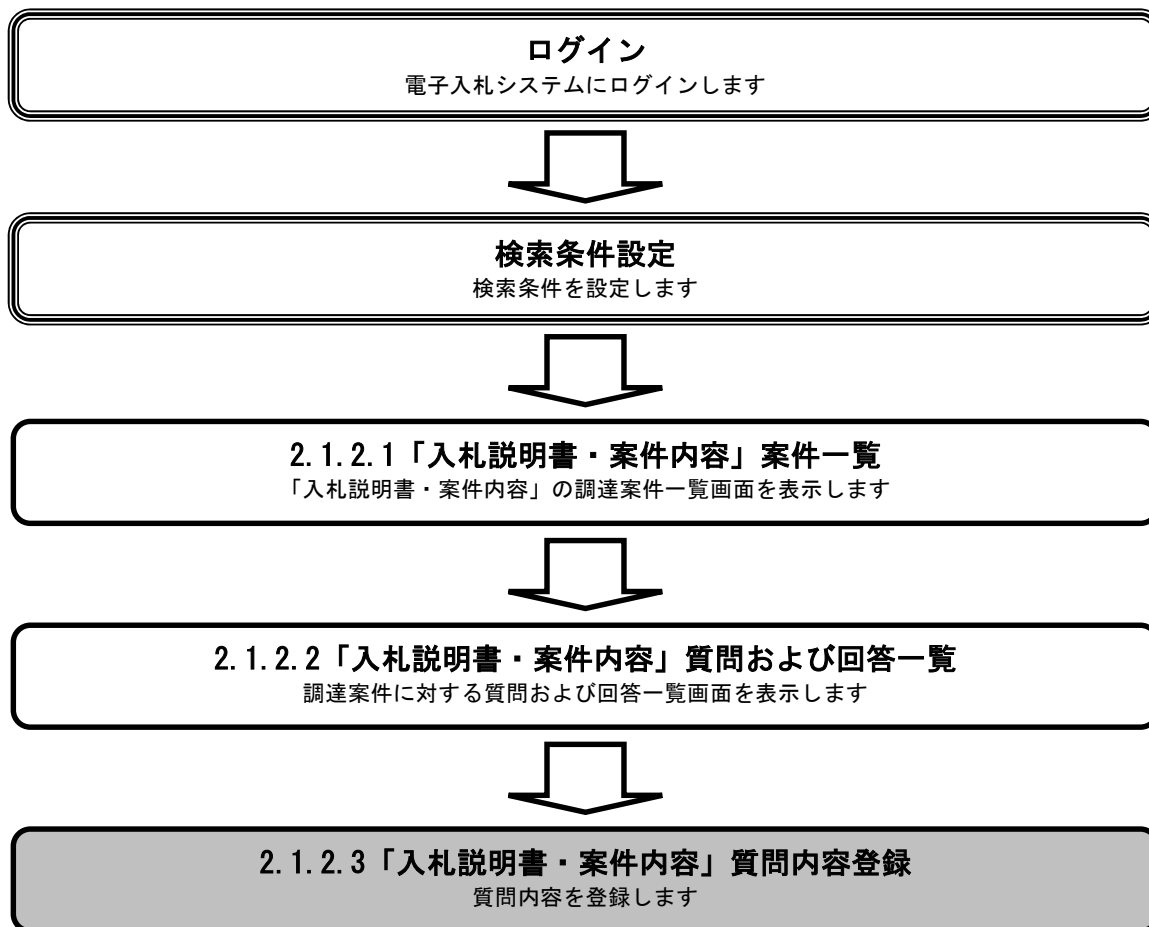 ログイン
電子入札システムにログインします
検索条件設定
検索条件を設定します
2.1.2.1「入札説明書・案件内容」案件一覧
「入札説明書・案件内容」の調達案件一覧画面を表示します
2.1.2.2「入札説明書・案件内容」質問および回答一覧
調達案件に対する質問および回答一覧画面を表示します
2.1.2.3「入札説明書・案件内容」質問内容登録
質問内容を登録します